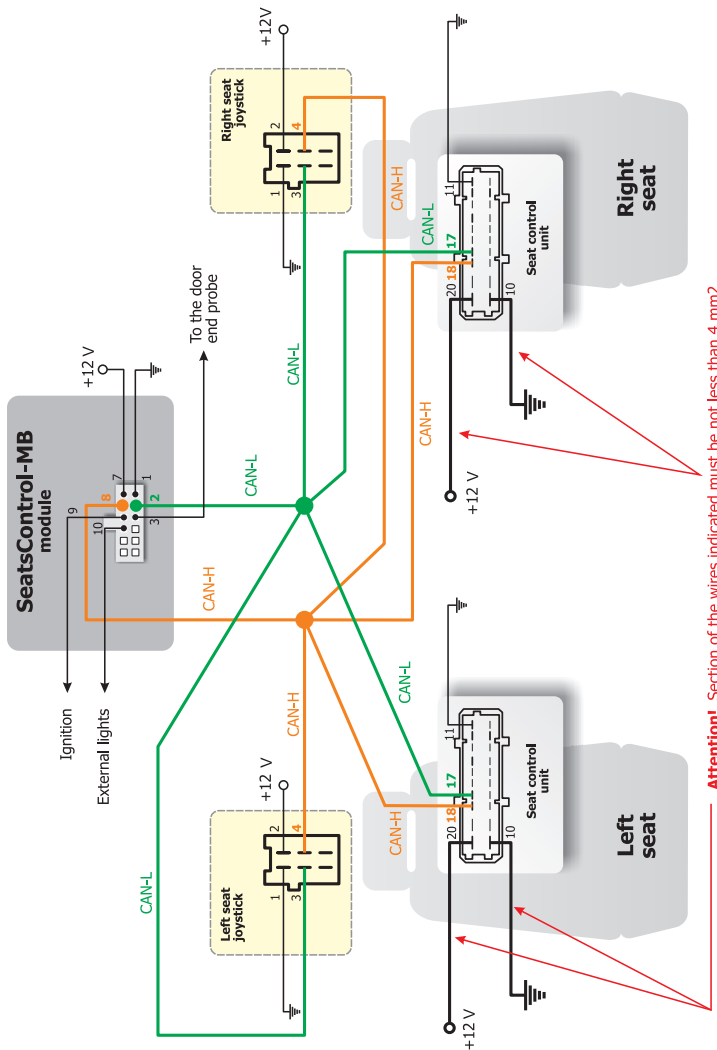 SeatsControl-MB
module
Ignition
9
+12 V
External lights
10
8
7
3
2
1
To the door
end probe
CAN-L
CAN-H
CAN-L
Left seat
joystick
1
2
3
4
+12 V
Right seat
joystick
1
2
3
4
+12V
CAN-H
CAN-L
CAN-H
CAN-L
CAN-H
CAN-L
CAN-H
20
18
17
11
10
+12 V
Seat control
unit
Left
seat
20
18
17
11
10
+12 V
Seat control
unit
Right
seat
Attention! Section of the wires indicated must be not less than 4 mm2